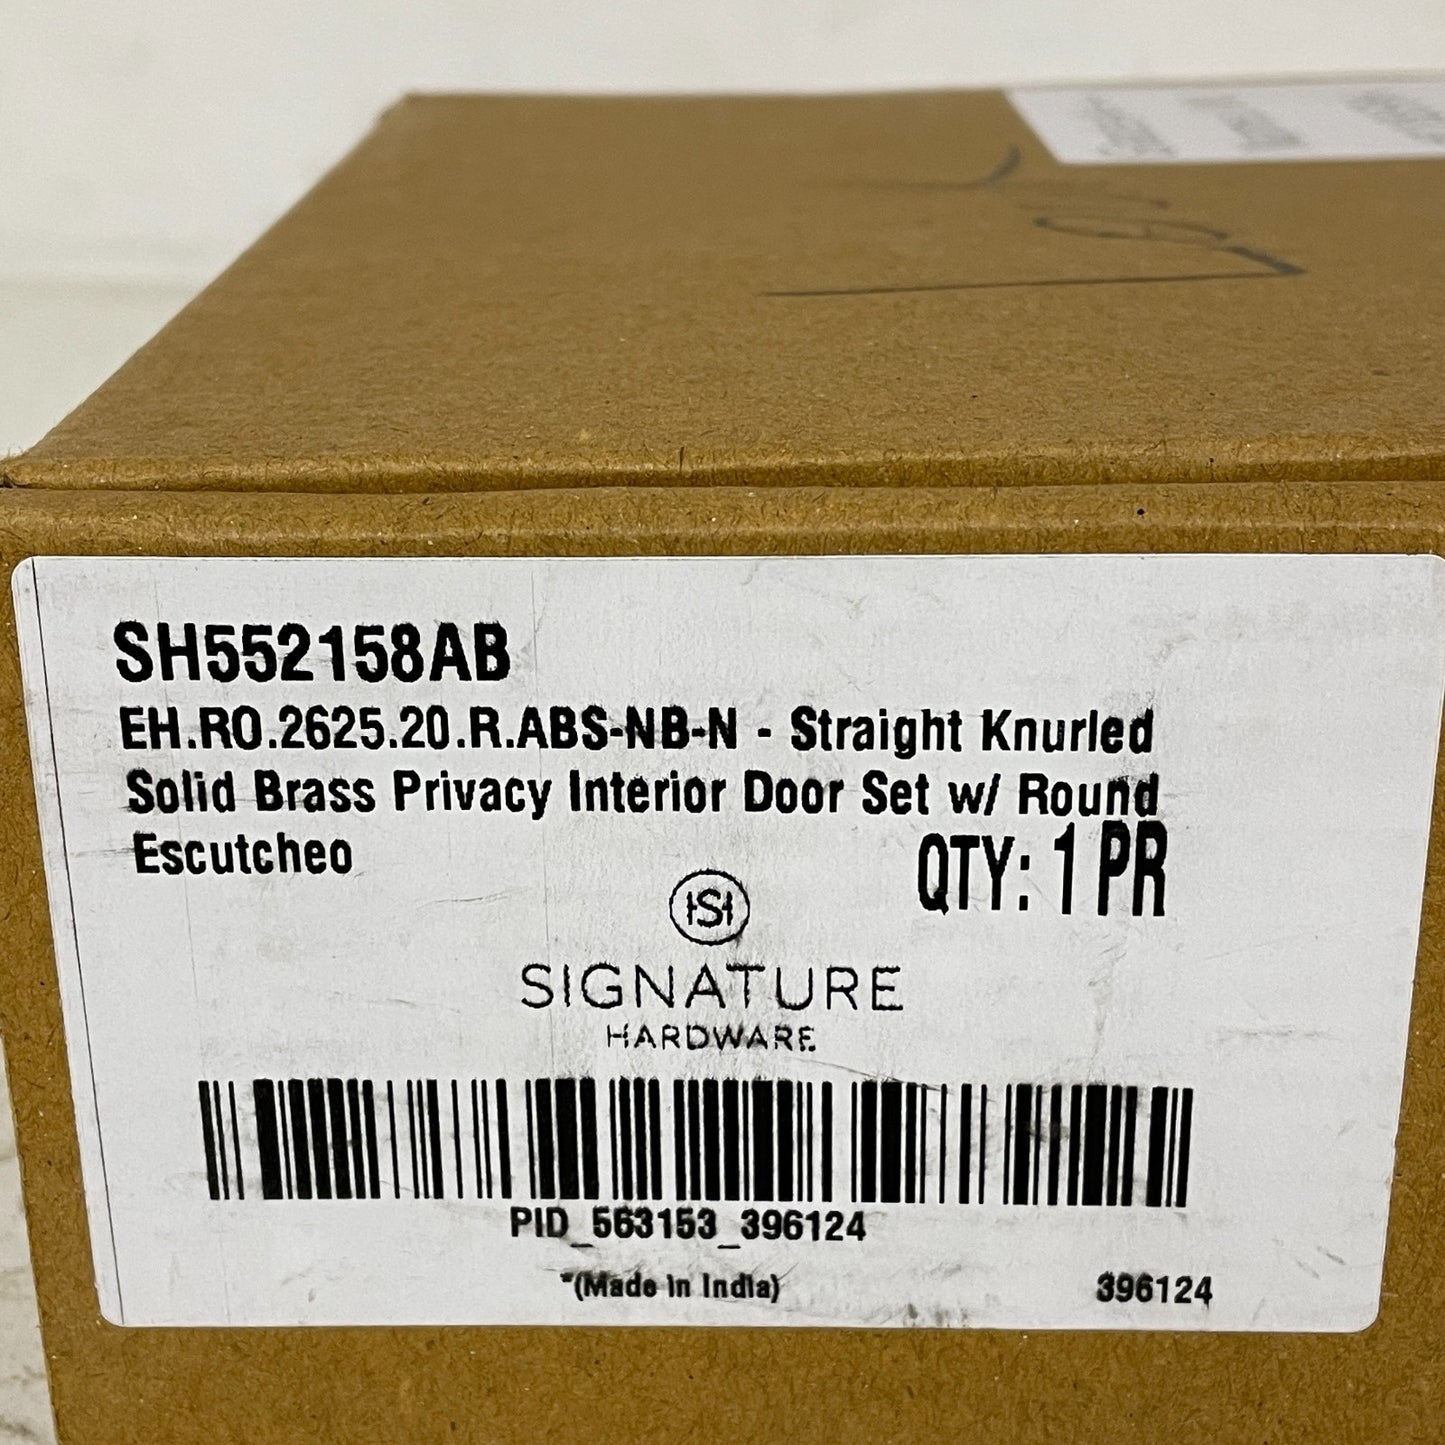 SH552158AB
EH.RO.2625.20.R.ABS-NB-N - Straight Knurled
Solid Brass Privacy Interior Door Set w/ Round
Escutcheo
QTY: 1 PR
SH
SIGNATURE
HARDWARE
PID_563153_396124
*(Made in India)
396124